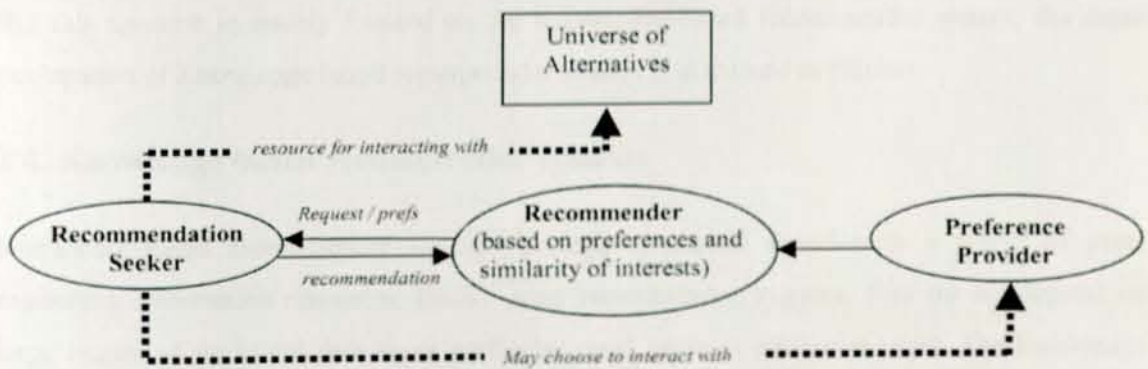 Universe of
Alternatives
resource for interacting with
Request / prefs
Recommendation
Seeker
recommendation
Recommender
(based on preferences and
similarity of interests)
Preference
Provider
May choose to interact with